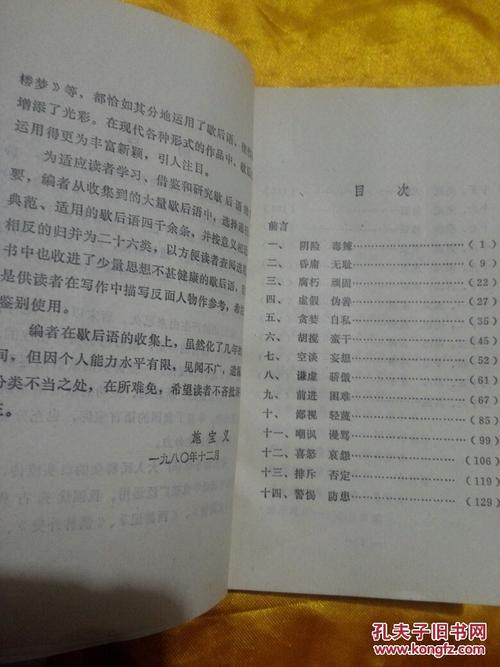 楼梦》等，都恰如其分地运用了歇后语，
增添了光彩。在现代各种形式的作品中，
运用得更为丰富新颖，引人注目。
为适应读者学习、借鉴和研究歇后语的
要，编者从收集到的大量歇后语中，选择
典范、适用的歇后语四千余条，并按意义相
相反的归并为二十六类，以方便读者查阅
书中也收进了少量思想不甚健康的歇后语，
是供读者在写作中描写反面人物作参考，
鉴别使用。
编者在歇后语的收集上，虽然化了几年
间，但因个人能力水平有限，见闻不广，
分类不当之处，在所难免，希望读者不吝批
正。
施宝义
一九八〇年十二月
目次
前言
一、阴险 毒辣……（1）
二、昏庸 无耻……（9）
三、腐朽 顽固……（22）
四、虚假 伪善……（27）
五、贪婪 自私……（35）
六、胡搅 蛮干……（45）
七、空谈 妄想……（52）
八、谦虚 骄傲……（61）
九、前进 困难……（67）
十、鄙视 轻蔑……（85）
十一、嘲讽 谩骂……（99）
十二、喜怒 哀怨……（106）
十三、排斥 否定……（119）
十四、警惕 防患……（129）
孔夫子旧书网
www.kongfz.com